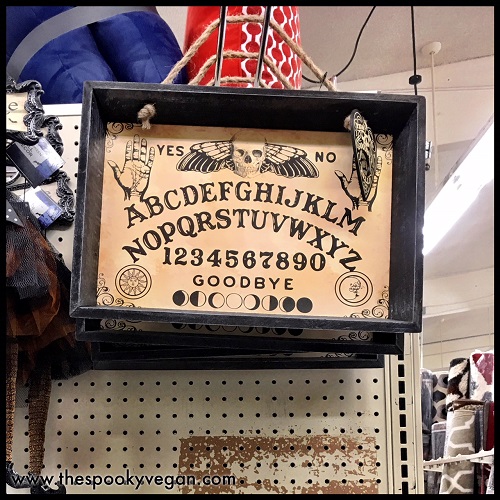 YES NO
ABCDEFGHIJKLM
NOPQRSTUVWXYZ
1234567890
GOODBYE
www.thespookyvegan.com